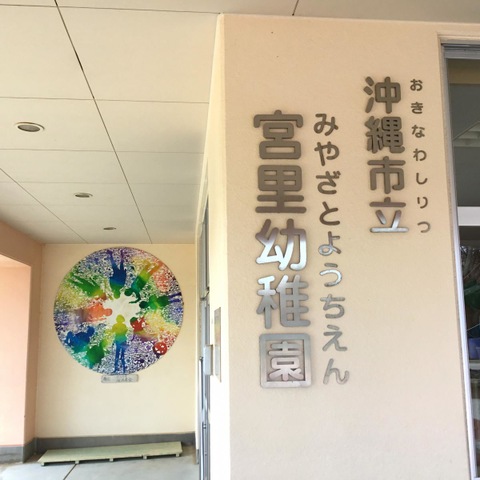 おきなわしりつ
沖縄市立
みやざとようちえん
宮里幼稚園